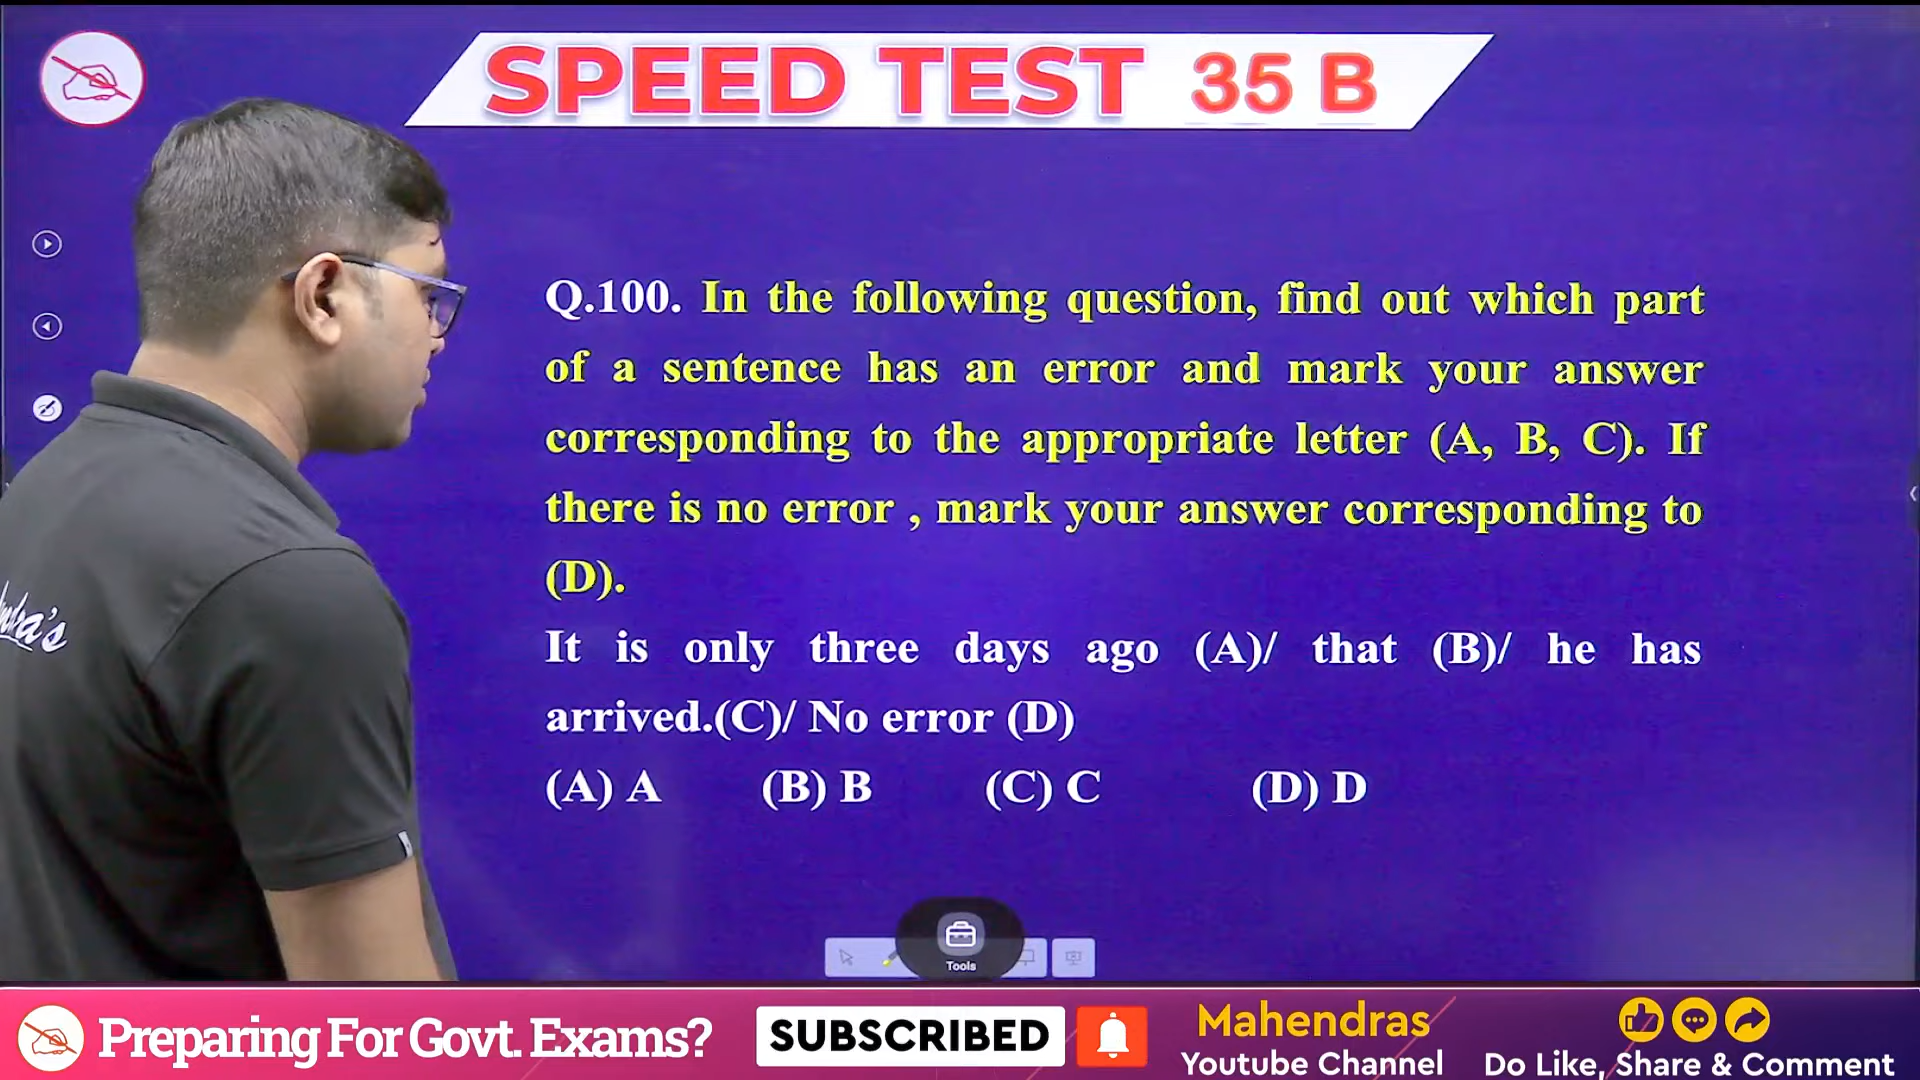 SPEED TEST 35 B
Q.100. In the following question, find out which part
of a sentence has an error and mark your answer
corresponding to the appropriate letter (A, B, C). If
there is no error , mark your answer corresponding to
(D).
It is only three days ago (A)/ that (B)/ he has
arrived.(C)/ No error (D)
(A) A (B) B (C) C (D) D
Tools
Preparing For Govt. Exams?
SUBSCRIBED
Mahendras
Youtube Channel
Do Like, Share & Comment